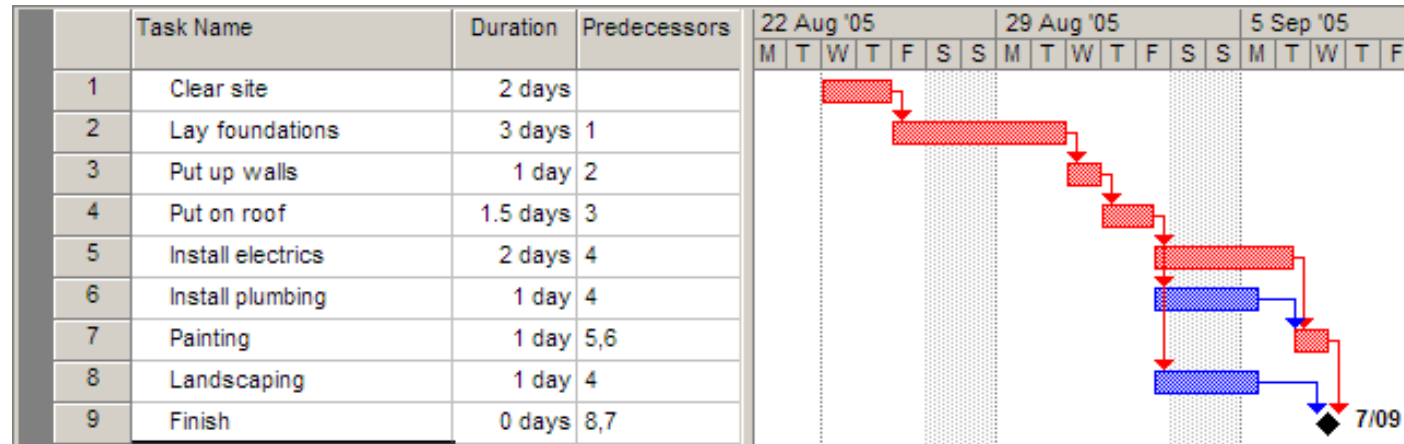 Task Name Duration Predecessors 22 Aug '05 29 Aug '05 5 Sep '05
M T W T F S S M T W T F S S M T W T F
1 Clear site 2 days
2 Lay foundations 3 days 1
3 Put up walls 1 day 2
4 Put on roof 1.5 days 3
5 Install electrics 2 days 4
6 Install plumbing 1 day 4
7 Painting 1 day 5,6
8 Landscaping 1 day 4
9 Finish 0 days 8,7 7/09